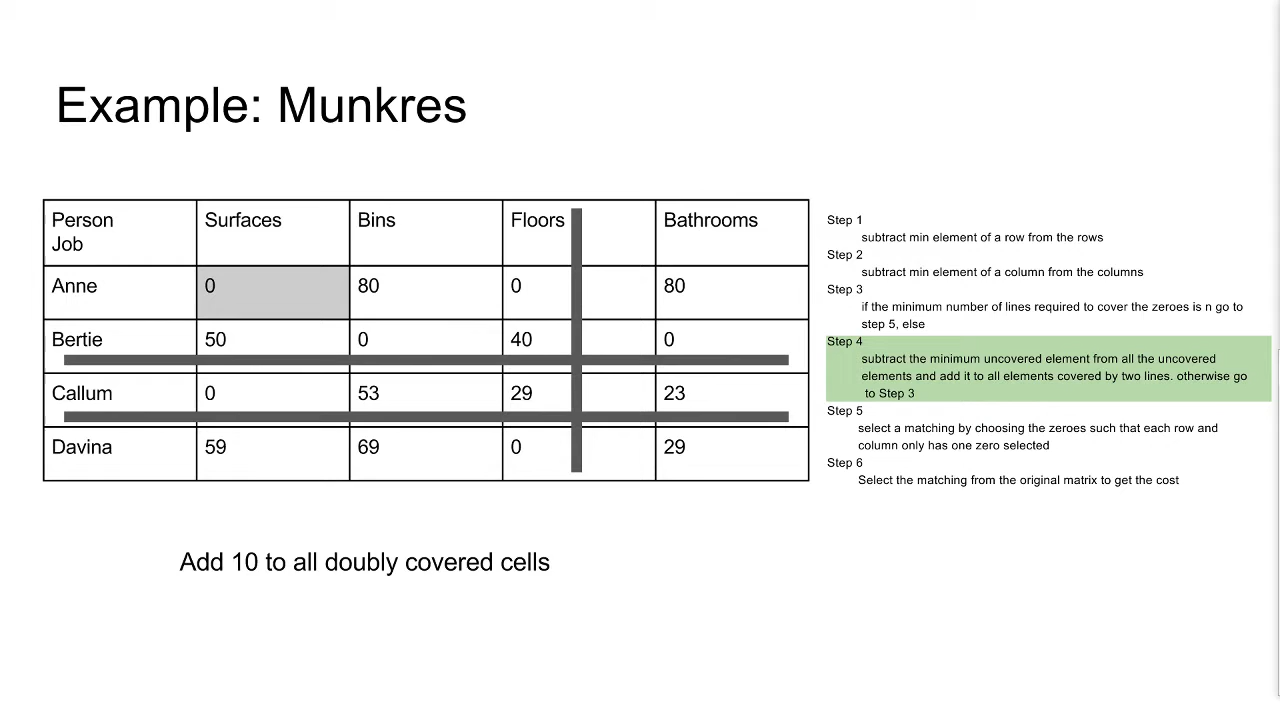 Example: Munkres
Person Job Surfaces Bins Floors Bathrooms
Anne 0 80 0 80
Bertie 50 0 40 0
Callum 0 53 29 23
Davina 59 69 0 29
Step 1
subtract min element of a row from the rows
Step 2
subtract min element of a column from the columns
Step 3
if the minimum number of lines required to cover the zeroes is n go to
step 5, else
Step 4
subtract the minimum uncovered element from all the uncovered
elements and add it to all elements covered by two lines. otherwise go
to Step 3
Step 5
select a matching by choosing the zeroes such that each row and
column only has one zero selected
Step 6
Select the matching from the original matrix to get the cost
Add 10 to all doubly covered cells